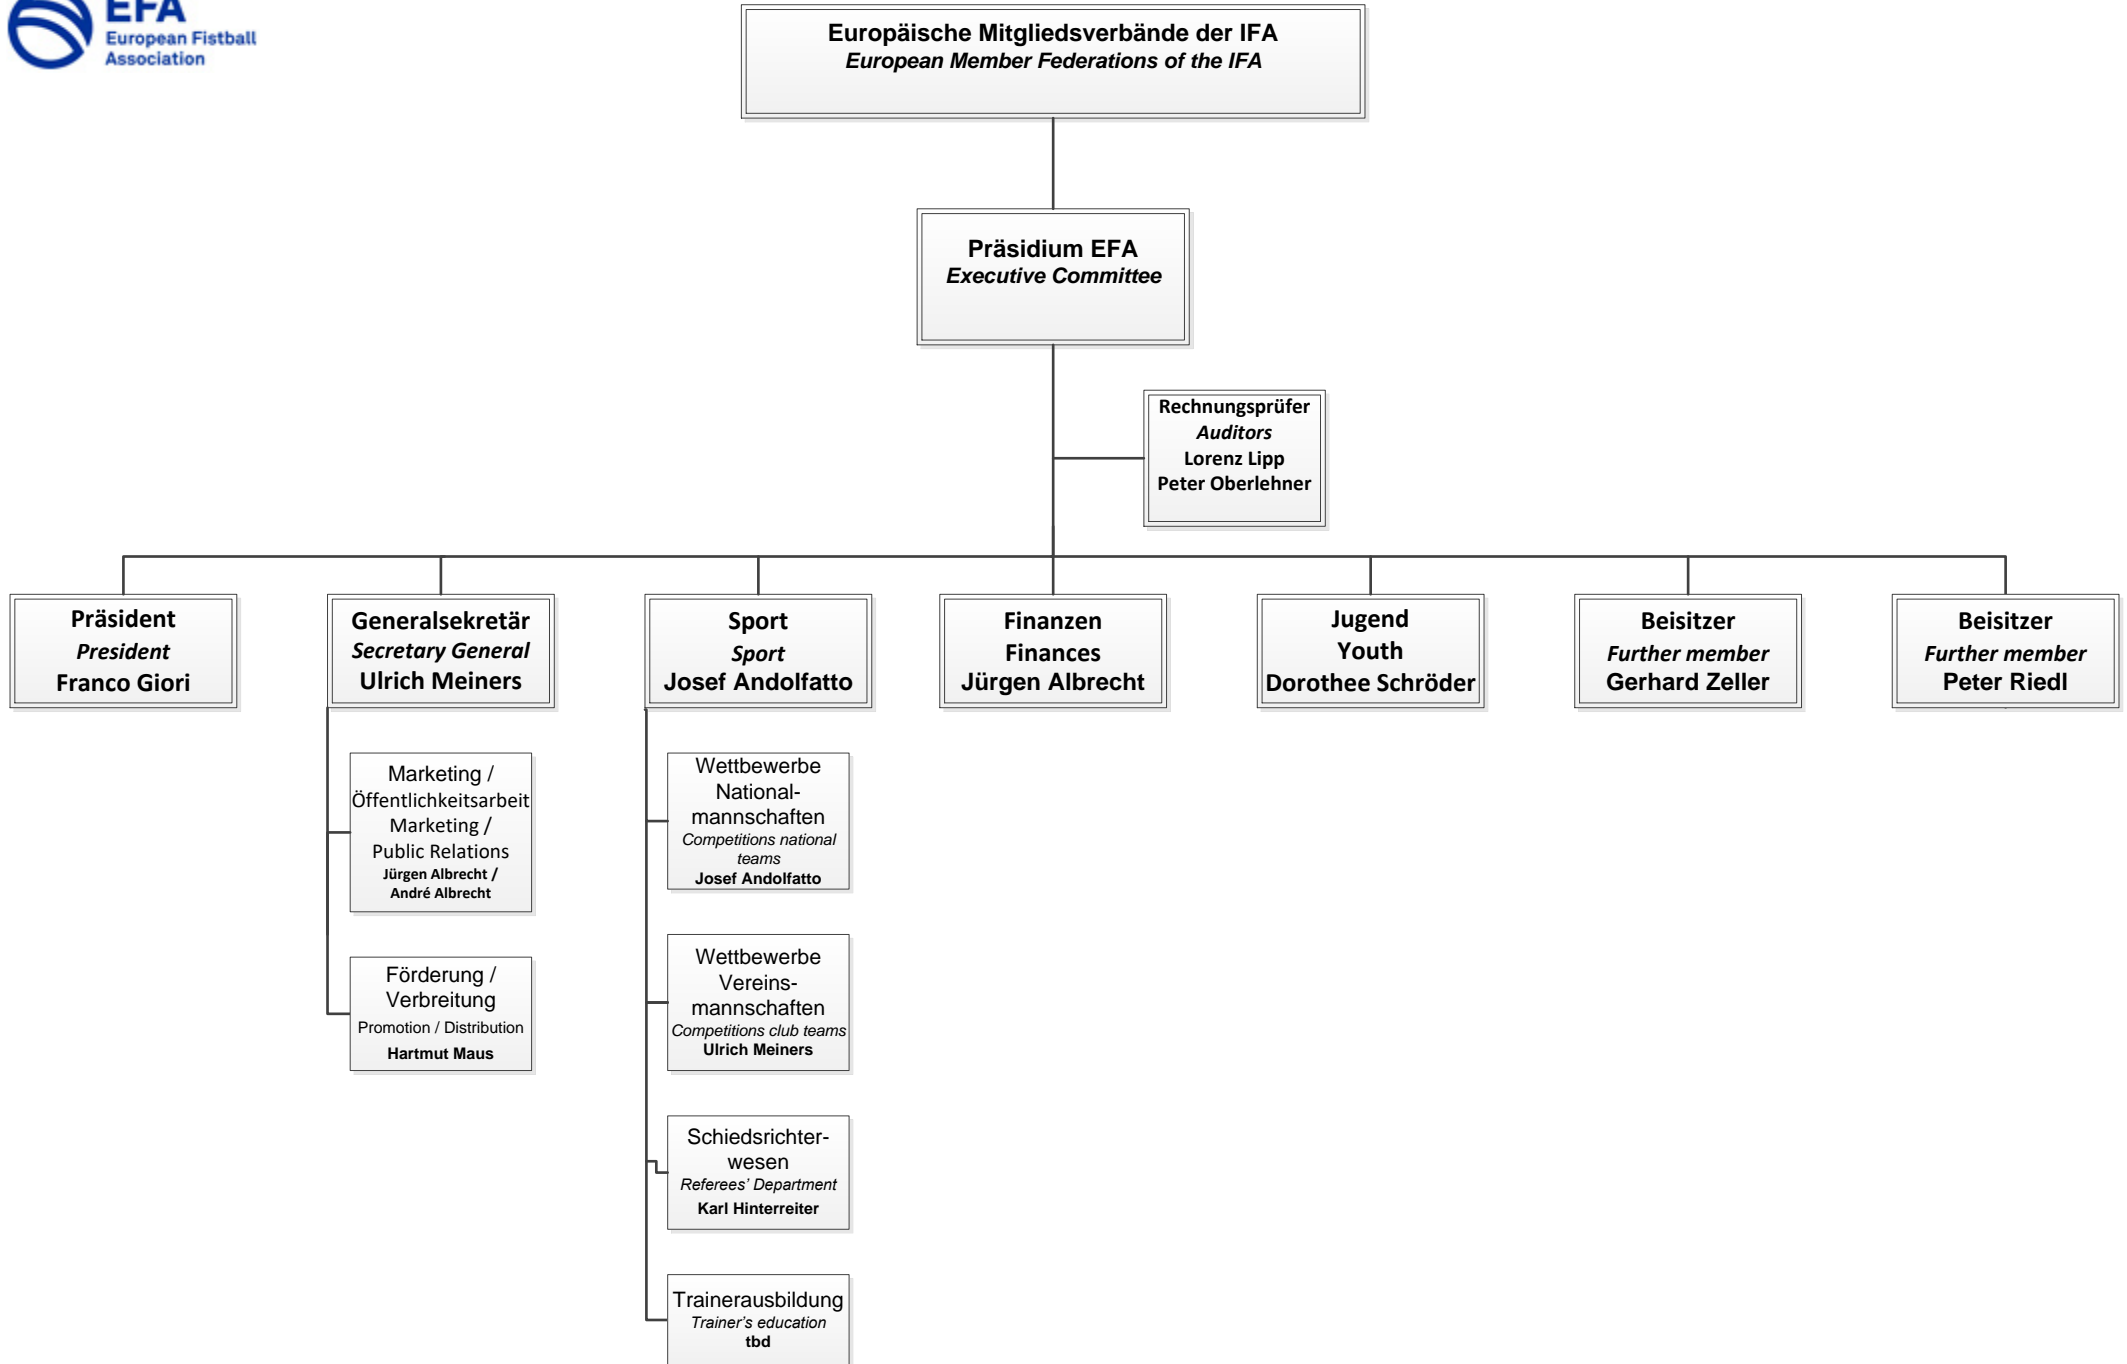 EFA
European Fistball
Association
Europäische Mitgliedsverbände der IFA
European Member Federations of the IFA
Präsidium EFA
Executive Committee
Rechnungsprüfer
Auditors
Lorenz Lipp
Peter Oberlehner
Präsident
President
Franco Giori
Generalsekretär
Secretary General
Ulrich Meiners
Sport
Sport
Josef Andolfatto
Finanzen
Finances
Jürgen Albrecht
Jugend
Youth
Dorothee Schröder
Beisitzer
Further member
Gerhard Zeller
Beisitzer
Further member
Peter Riedl
Marketing /
Öffentlichkeitsarbeit
Marketing /
Public Relations
Jürgen Albrecht /
André Albrecht
Förderung /
Verbreitung
Promotion / Distribution
Hartmut Maus
Wettbewerbe
National-
mannschaften
Competitions national
teams
Josef Andolfatto
Wettbewerbe
Vereins-
mannschaften
Competitions club teams
Ulrich Meiners
Schiedsrichter-
wesen
Referees’ Department
Karl Hinterreiter
Trainerausbildung
Trainer’s education
tbd